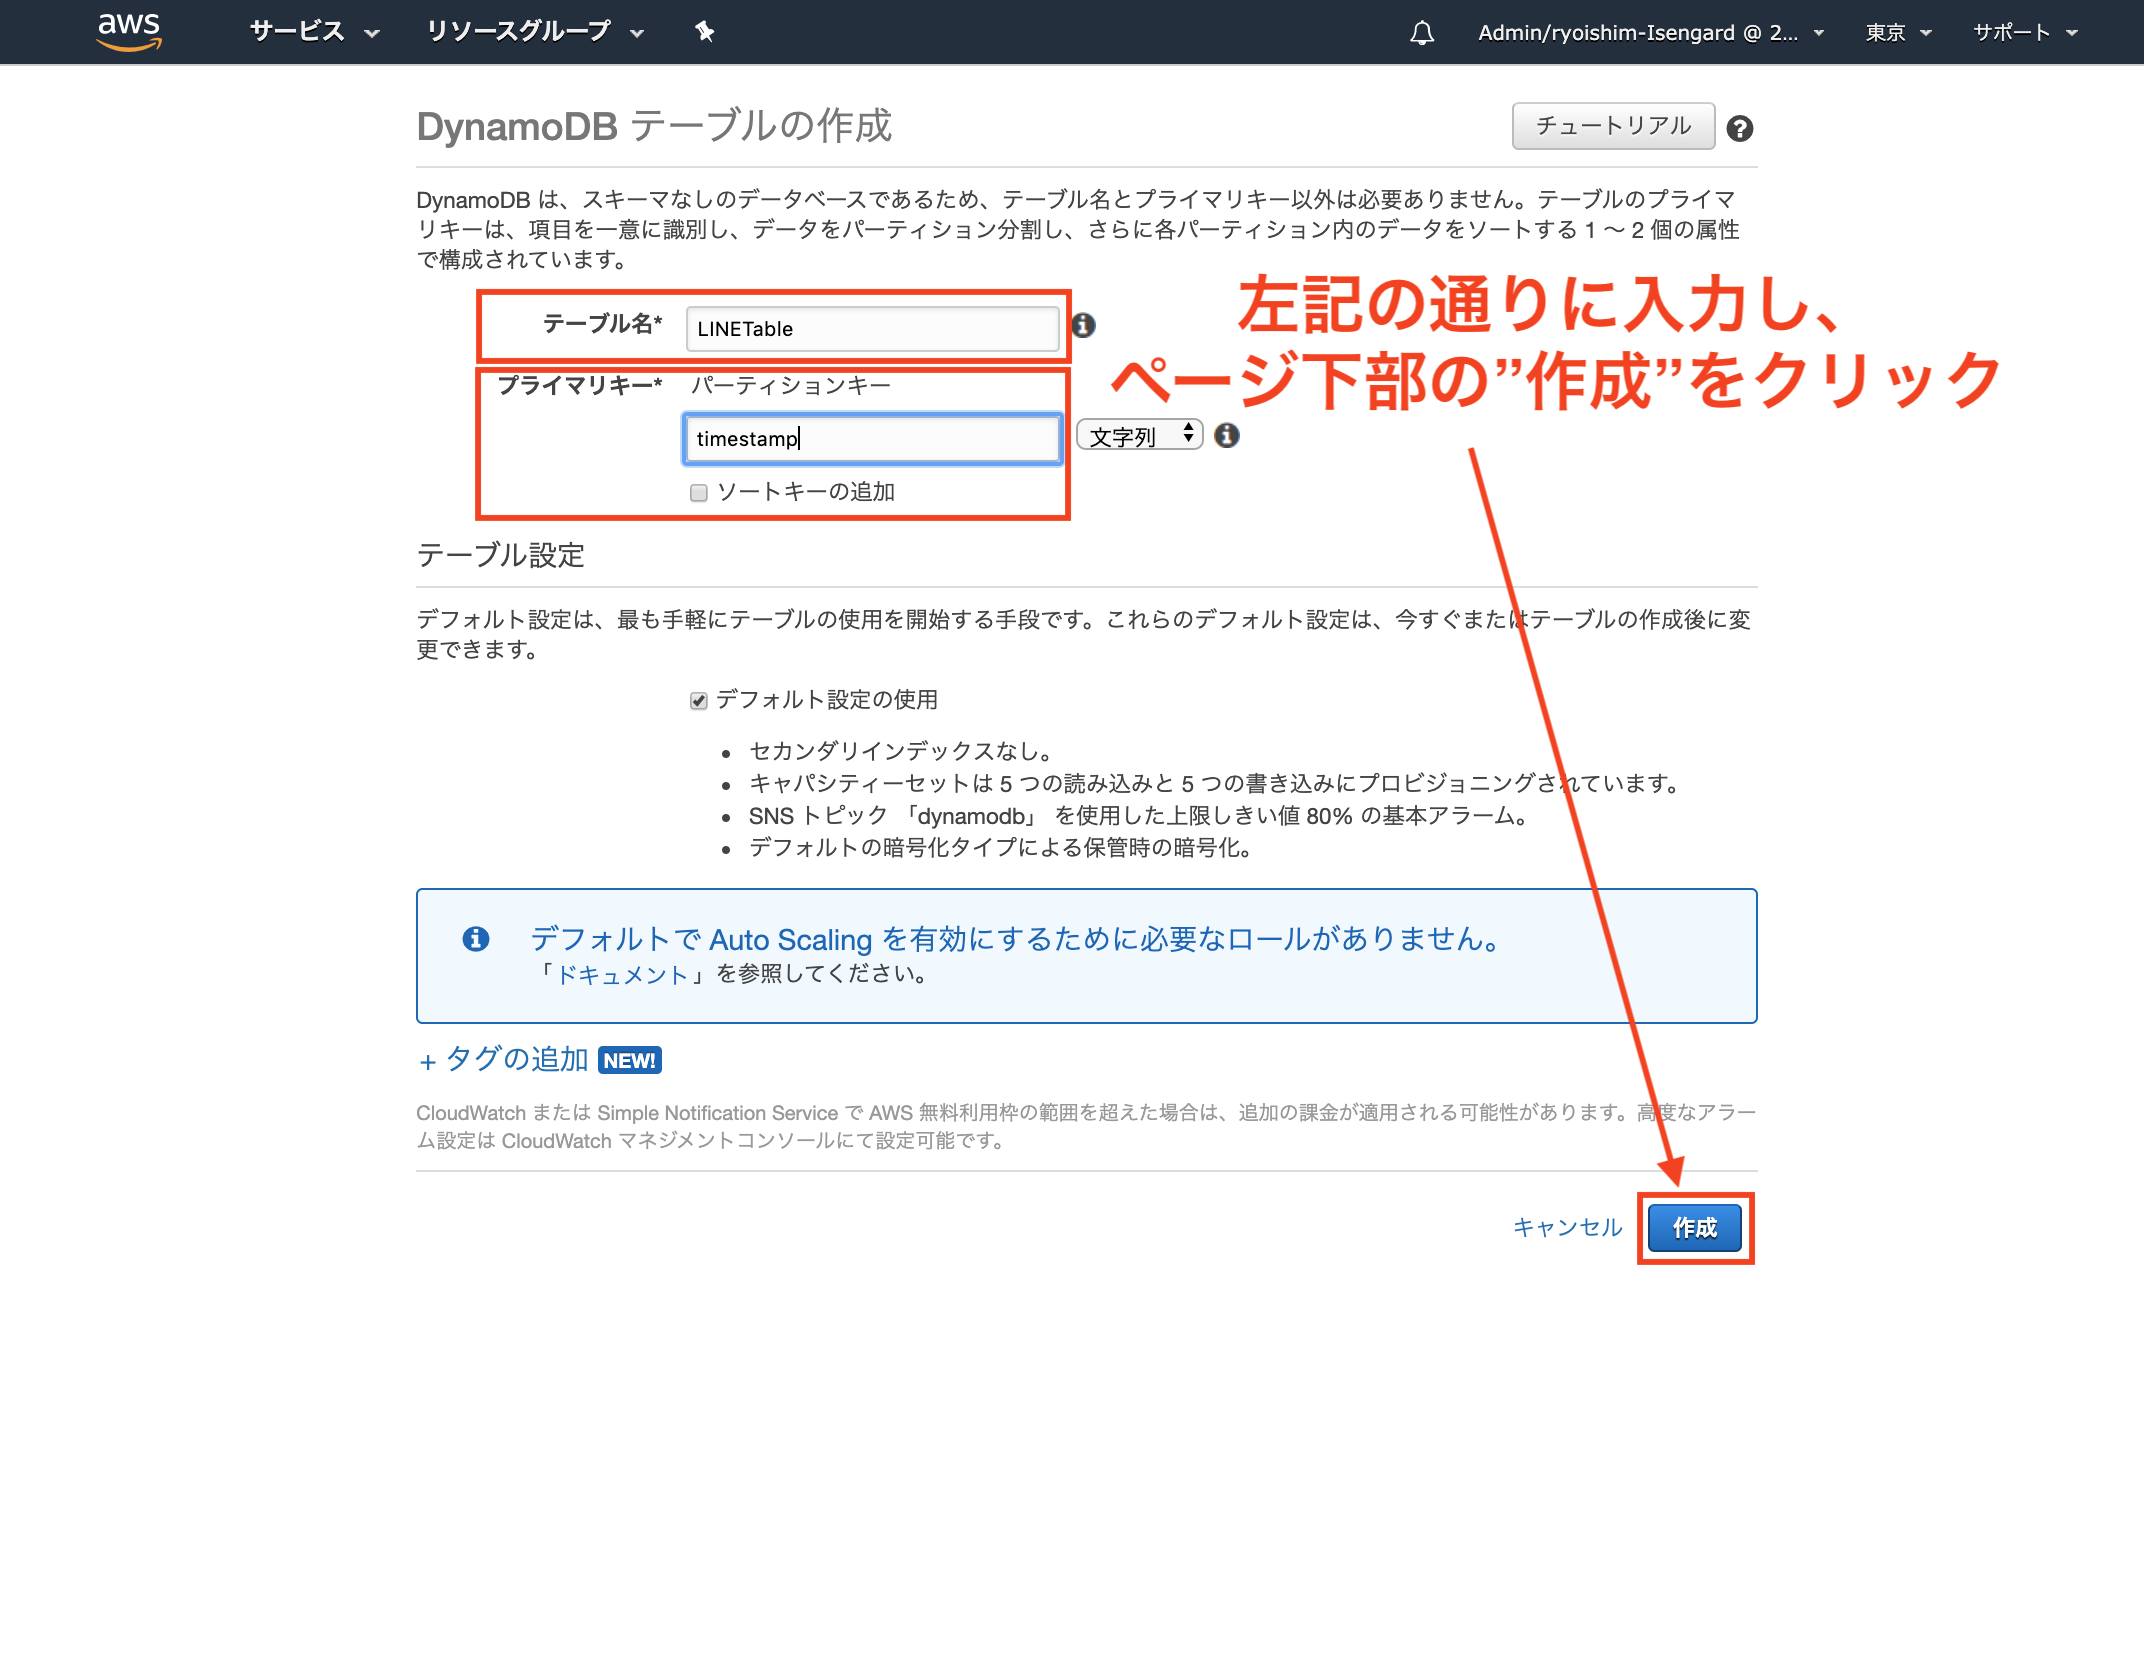 aws サービス リソースグループ Admin/ryoishim-Isengard @ 2... 東京 サポート
DynamoDB テーブルの作成 チュートリアル
DynamoDB は、スキーマなしのデータベースであるため、テーブル名とプライマリキー以外は必要ありません。テーブルのプライマ
リキーは、項目を一意に識別し、データをパーティション分割し、さらに各パーティション内のデータをソートする 1 〜 2 個の属性
で構成されています。
テーブル名* LINETable
左記の通りに入力し、
ページ下部の”作成”をクリック
プライマリキー* パーティションキー
timestamp 文字列
ソートキーの追加
テーブル設定
デフォルト設定は、最も手軽にテーブルの使用を開始する手段です。これらのデフォルト設定は、今すぐまたはテーブルの作成後に変
更できます。
デフォルト設定の使用
• セカンダリインデックスなし。
• キャパシティーセットは 5 つの読み込みと 5 つの書き込みにプロビジョニングされています。
• SNS トピック 「dynamodb」 を使用した上限しきい値 80% の基本アラーム。
• デフォルトの暗号化タイプによる保管時の暗号化。
デフォルトで Auto Scaling を有効にするために必要なロールがありません。
「ドキュメント」 を参照してください。
+ タグの追加 NEW!
CloudWatch または Simple Notification Service で AWS 無料利用枠の範囲を超えた場合は、追加の課金が適用される可能性があります。高度なアラー
ム設定は CloudWatch マネジメントコンソールにて設定可能です。
キャンセル 作成